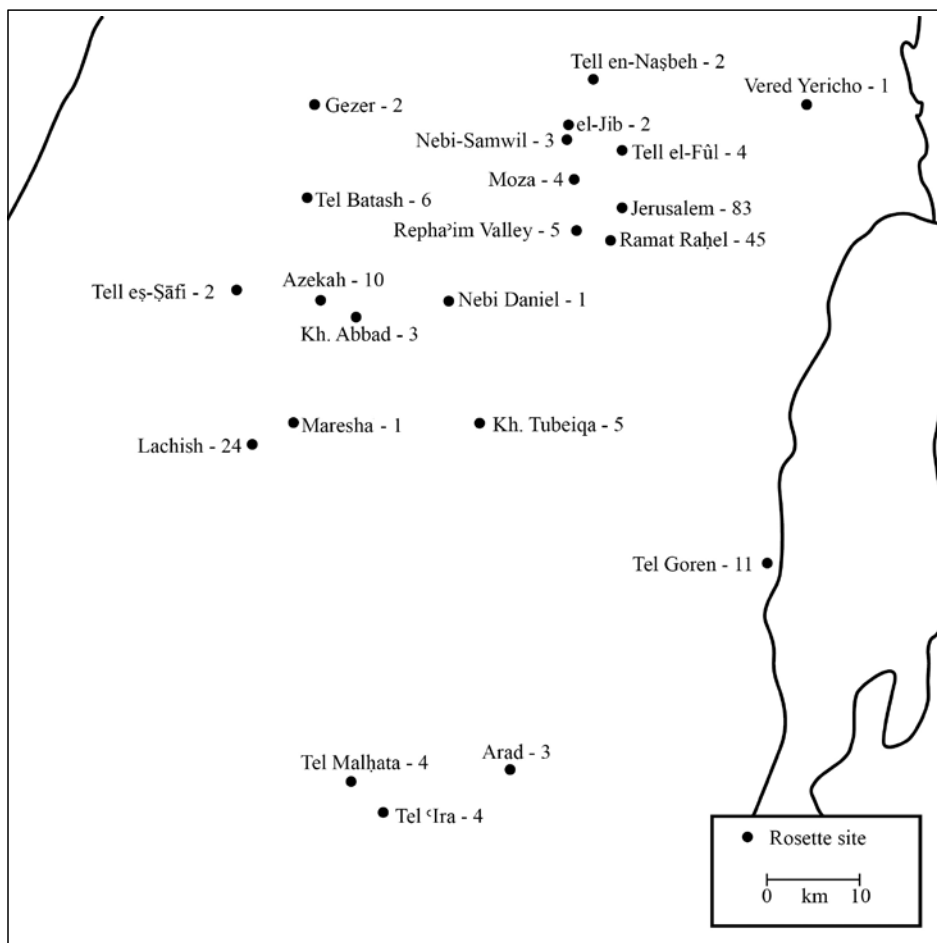 Tell en-Naṣbeh - 2
Vered Yericho - 1
Gezer - 2
el-Jib - 2
Nebi-Samwil - 3
Tell el-Fûl - 4
Moza - 4
Tel Batash - 6
Jerusalem - 83
Rephaʾim Valley - 5
Ramat Raḥel - 45
Azekah - 10
Tell eṣ-Ṣāfi - 2
Nebi Daniel - 1
Kh. Abbad - 3
Maresha - 1
Kh. Tubeiqa - 5
Lachish - 24
Tel Goren - 11
Arad - 3
Tel Malḥata - 4
Tel ʿIra - 4
Rosette site
0 km 10